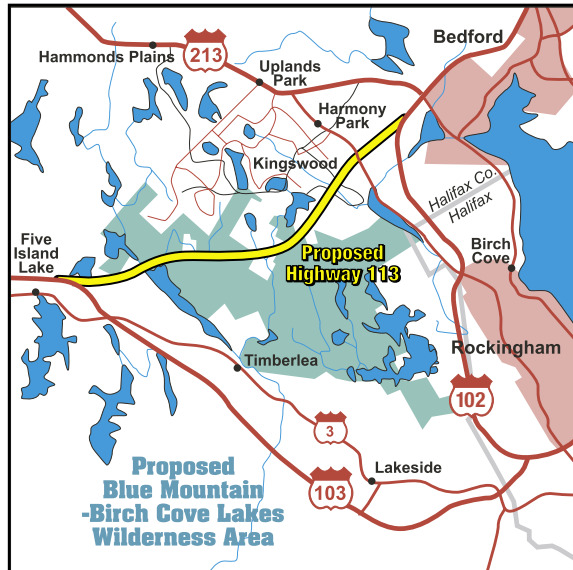 Bedford
Hammonds Plains
213
Uplands
Park
Harmony
Park
Kingswood
Halifax Co.
Halifax
Five
Island
Lake
Proposed
Highway 113
Birch
Cove
Timberlea
Rockingham
102
3
Lakeside
103
Proposed
Blue Mountain
-Birch Cove Lakes
Wilderness Area